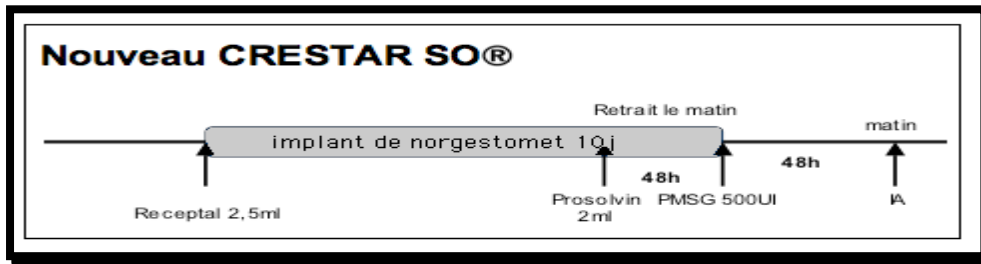 Nouveau CRESTAR SO®
Retrait le matin
matin
implant de norgestomet 10j
48h
48h
Prosolvin PMSG 500UI
2ml
IA
Receptal 2,5ml